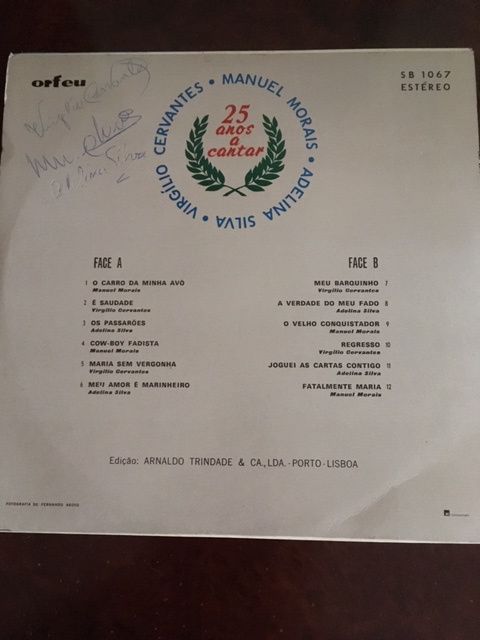 orfeu
SB 1067
ESTÉREO
VIRGÍLIO CERVANTES • MANUEL MORAIS • ADELINA SILVA •
25
anos
a
cantar
FACE A
1 O CARRO DA MINHA AVÓ
Manuel Morais
2 É SAUDADE
Virgílio Cervantes
3 OS PASSARÕES
Adelina Silva
4 COW-BOY FADISTA
Manuel Morais
5 MARIA SEM VERGONHA
Virgílio Cervantes
6 MEU AMOR É MARINHEIRO
Adelina Silva
FACE B
MEU BARQUINHO 7
Virgílio Cervantes
A VERDADE DO MEU FADO 8
Adelina Silva
O VELHO CONQUISTADOR 9
Manuel Morais
REGRESSO 10
Virgílio Cervantes
JOGUEI AS CARTAS CONTIGO 11
Adelina Silva
FATALMENTE MARIA 12
Manuel Morais
Edição: ARNALDO TRINDADE & CA., LDA. - PORTO - LISBOA
FOTOGRAFIA DE FERNANDO AROSO